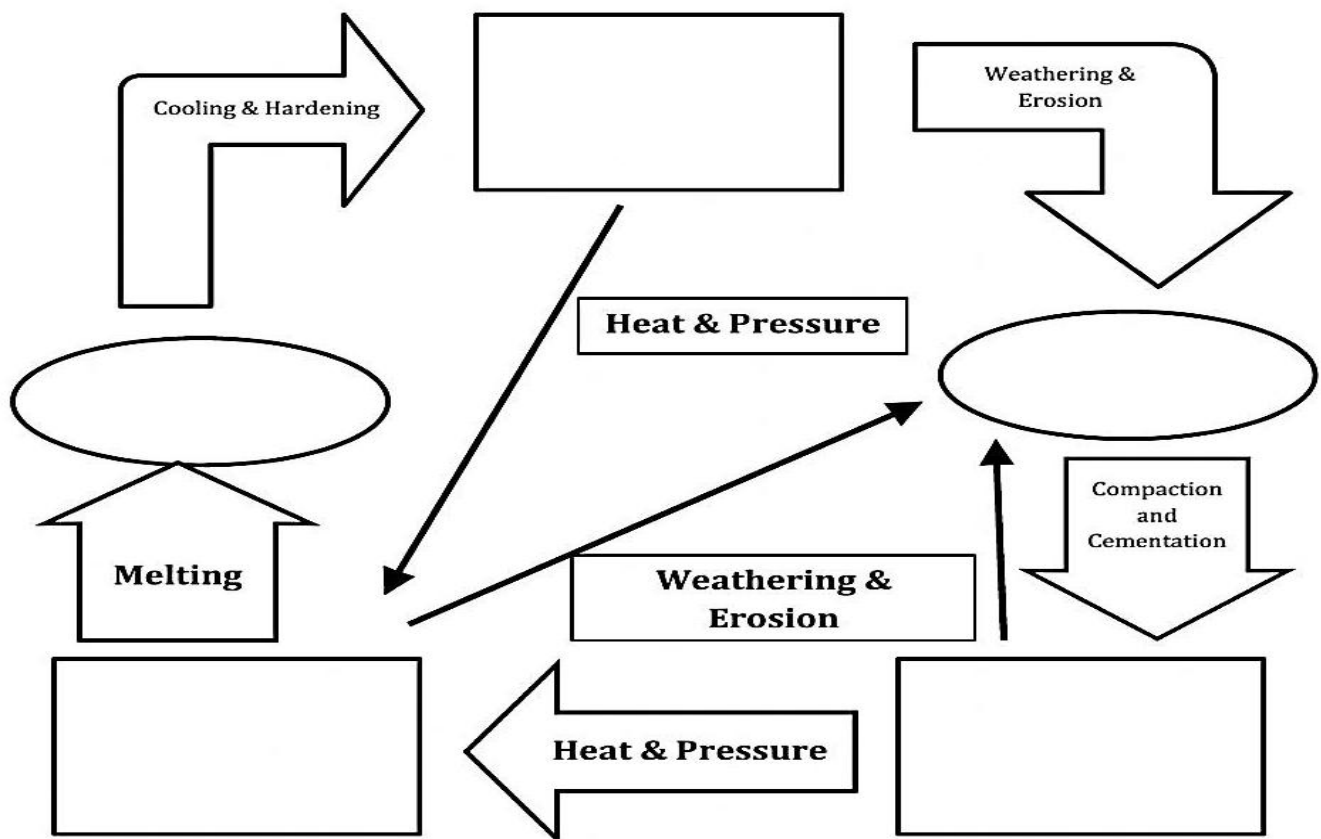 Cooling & Hardening
Weathering &
Erosion
Heat & Pressure
Compaction
and
Cementation
Melting
Weathering &
Erosion
Heat & Pressure